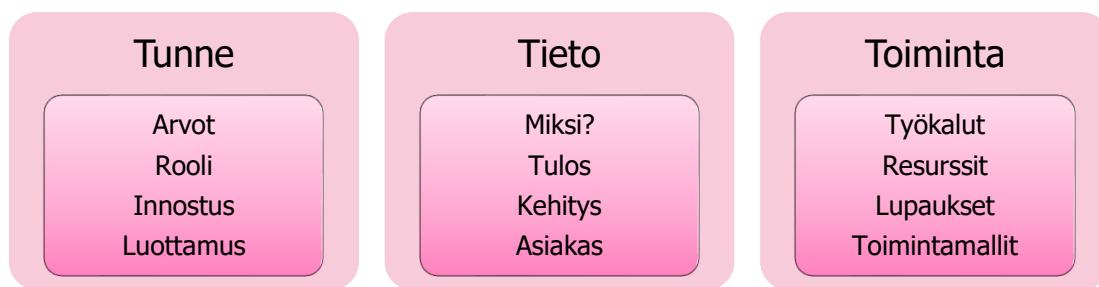 Tunne
Arvot
Rooli
Innostus
Luottamus
Tieto
Miksi?
Tulos
Kehitys
Asiakas
Toiminta
Työkalut
Resurssit
Lupaukset
Toimintamallit